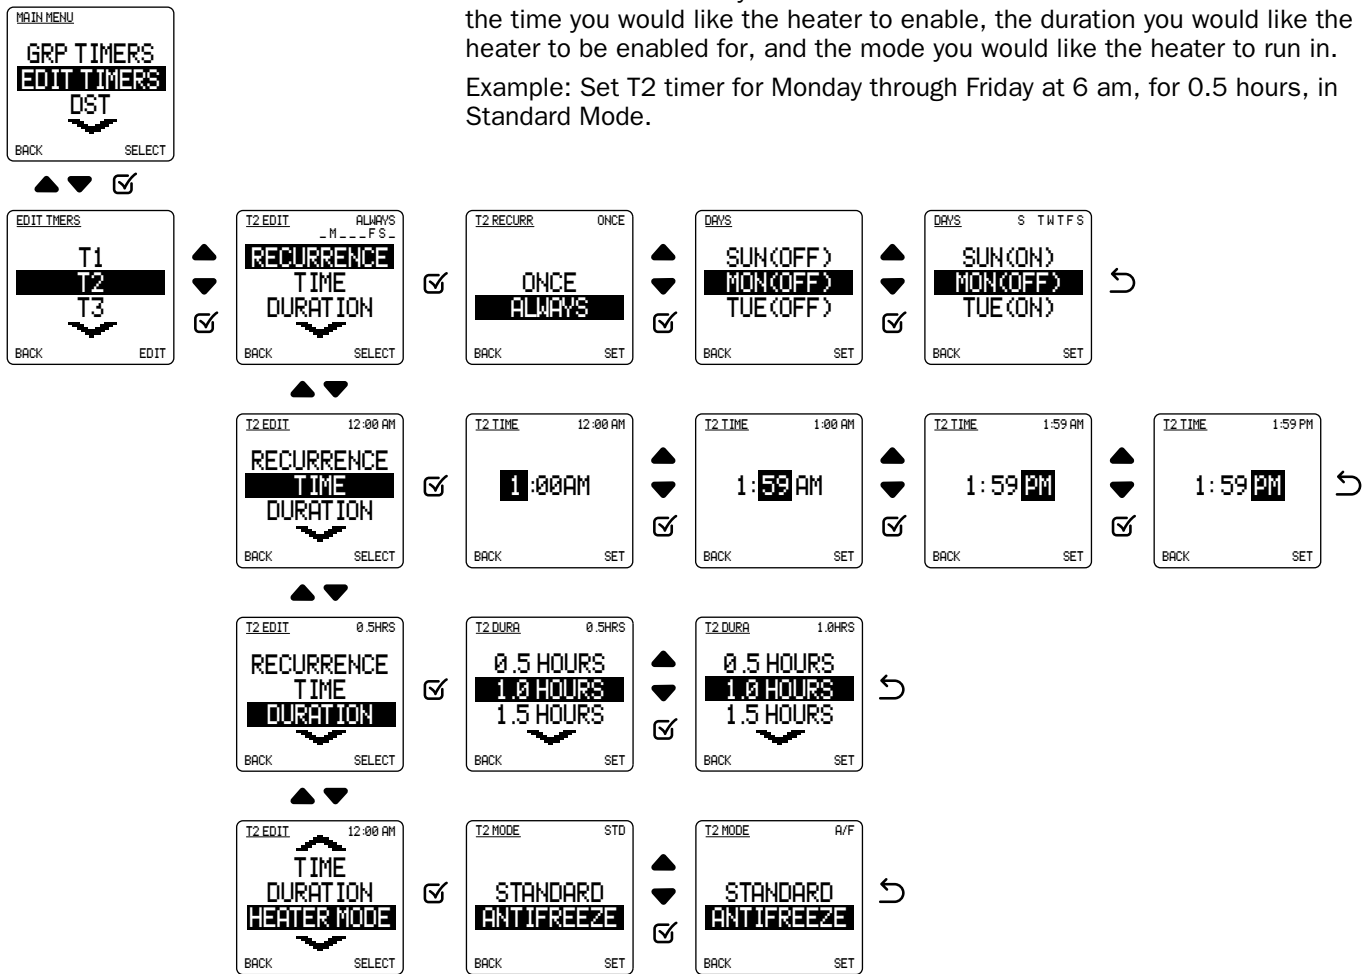 the time you would like the heater to enable, the duration you would like the
heater to be enabled for, and the mode you would like the heater to run in.
Example: Set T2 timer for Monday through Friday at 6 am, for 0.5 hours, in
Standard Mode.
MAIN MENU
GRP TIMERS
EDIT TIMERS
DST
BACK SELECT
EDIT TMERS
T1
T2
T3
BACK EDIT
T2 EDIT ALWAYS
_M___FS_
RECURRENCE
TIME
DURATION
BACK SELECT
T2 RECURR ONCE
ONCE
ALWAYS
BACK SET
DAYS
SUN(OFF)
MON(OFF)
TUE(OFF)
BACK SET
DAYS S TWTFS
SUN(ON)
MON(OFF)
TUE(ON)
BACK SET
T2 EDIT 12:00 AM
RECURRENCE
TIME
DURATION
BACK SELECT
T2 TIME 12:00 AM
1:00AM
BACK SET
T2 TIME 1:00 AM
1:59 AM
BACK SET
T2 TIME 1:59 AM
1:59 PM
BACK SET
T2 TIME 1:59 PM
1:59 PM
BACK SET
T2 EDIT 0.5HRS
RECURRENCE
TIME
DURATION
BACK SELECT
T2 DURA 0.5HRS
0.5 HOURS
1.0 HOURS
1.5 HOURS
BACK SET
T2 DURA 1.0HRS
0.5 HOURS
1.0 HOURS
1.5 HOURS
BACK SET
T2 EDIT 12:00 AM
TIME
DURATION
HEATER MODE
BACK SELECT
T2 MODE STD
STANDARD
ANTIFREEZE
BACK SET
T2 MODE A/F
STANDARD
ANTIFREEZE
BACK SET